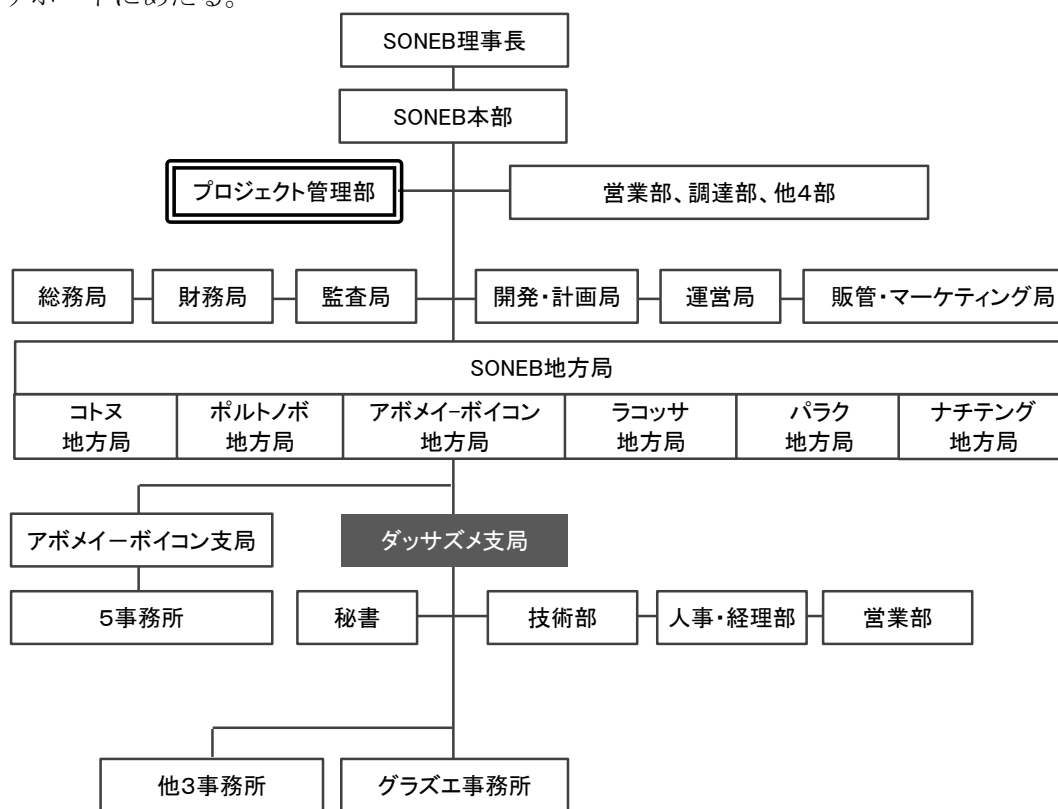 サポートにあたる。
SONEB理事長
SONEB本部
プロジェクト管理部
営業部、調達部、他4部
総務局
財務局
監査局
開発・計画局
運営局
販管・マーケティング局
SONEB地方局
コトヌ
地方局
ポルトノボ
地方局
アボメイ-ボイコン
地方局
ラコッサ
地方局
パラク
地方局
ナチテング
地方局
アボメイーボイコン支局
ダッサズメ支局
5事務所
秘書
技術部
人事・経理部
営業部
他3事務所
グラズエ事務所